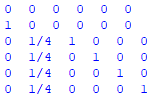 0 0 0 0 0 0
1 0 0 0 0 0
0 1/4 1 0 0 0
0 1/4 0 1 0 0
0 1/4 0 0 1 0
0 1/4 0 0 0 1